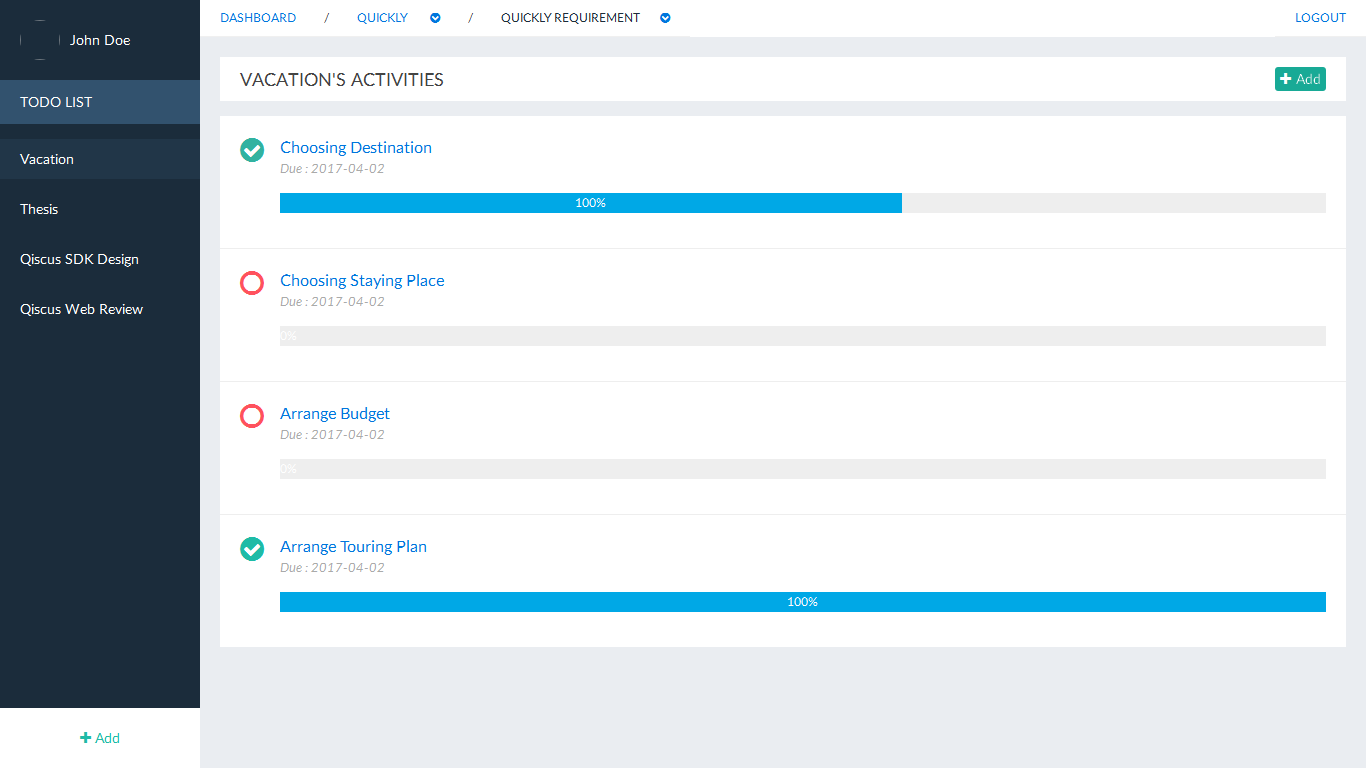 John Doe
TODO LIST
Vacation
Thesis
Qiscus SDK Design
Qiscus Web Review
Add
DASHBOARD / QUICKLY / QUICKLY REQUIREMENT LOGOUT
VACATION'S ACTIVITIES Add
Choosing Destination
Due : 2017-04-02
100%
Choosing Staying Place
Due : 2017-04-02
0%
Arrange Budget
Due : 2017-04-02
0%
Arrange Touring Plan
Due : 2017-04-02
100%